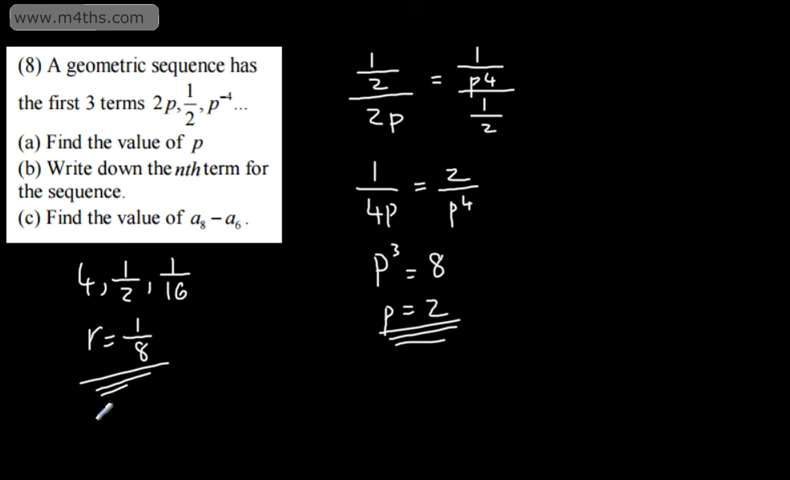 www.m4ths.com
(8) A geometric sequence has
the first 3 terms 2p, 1/2, p⁻⁴...
(a) Find the value of p
(b) Write down the nth term for
the sequence.
(c) Find the value of a₈ – a₆.
4, 1/2, 1/16
r = 1/8
(1/2)/(2p) = (1/p⁴)/(1/2)
1/(4p) = 2/p⁴
p³ = 8
p = 2